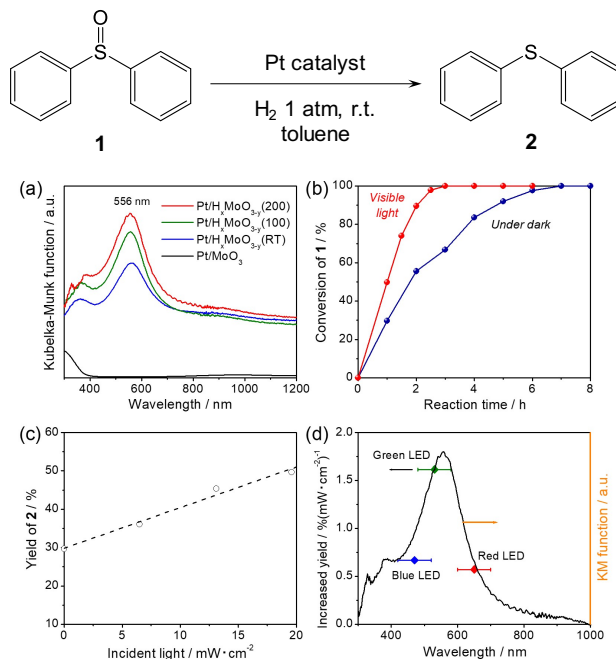 O
S
Pt catalyst
H₂ 1 atm, r.t.
toluene
S
1
2
(a)
556 nm
Pt/HₓMoO₃₋ᵧ(200)
Pt/HₓMoO₃₋ᵧ(100)
Pt/HₓMoO₃₋ᵧ(RT)
Pt/MoO₃
Kubelka-Munk function / a.u.
400 600 800 1000 1200
Wavelength / nm
(b)
Visible
light
Under dark
Conversion of 1 / %
100
80
60
40
20
0
0 2 4 6 8
Reaction time / h
(c)
Yield of 2 / %
60
50
40
30
20
10
0 5 10 15 20
Incident light / mW·cm⁻²
(d)
Green LED
Blue LED
Red LED
Increased yield / %(mW·cm⁻²)⁻¹
2.0
1.5
1.0
0.5
0.0
KM function / a.u.
400 600 800 1000
Wavelength / nm